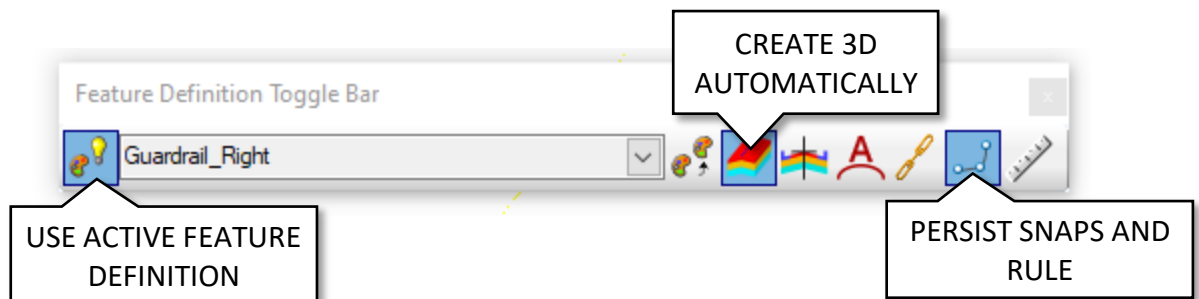 CREATE 3D
AUTOMATICALLY
Feature Definition Toggle Bar
x
Guardrail_Right
A
USE ACTIVE FEATURE
DEFINITION
PERSIST SNAPS AND
RULE